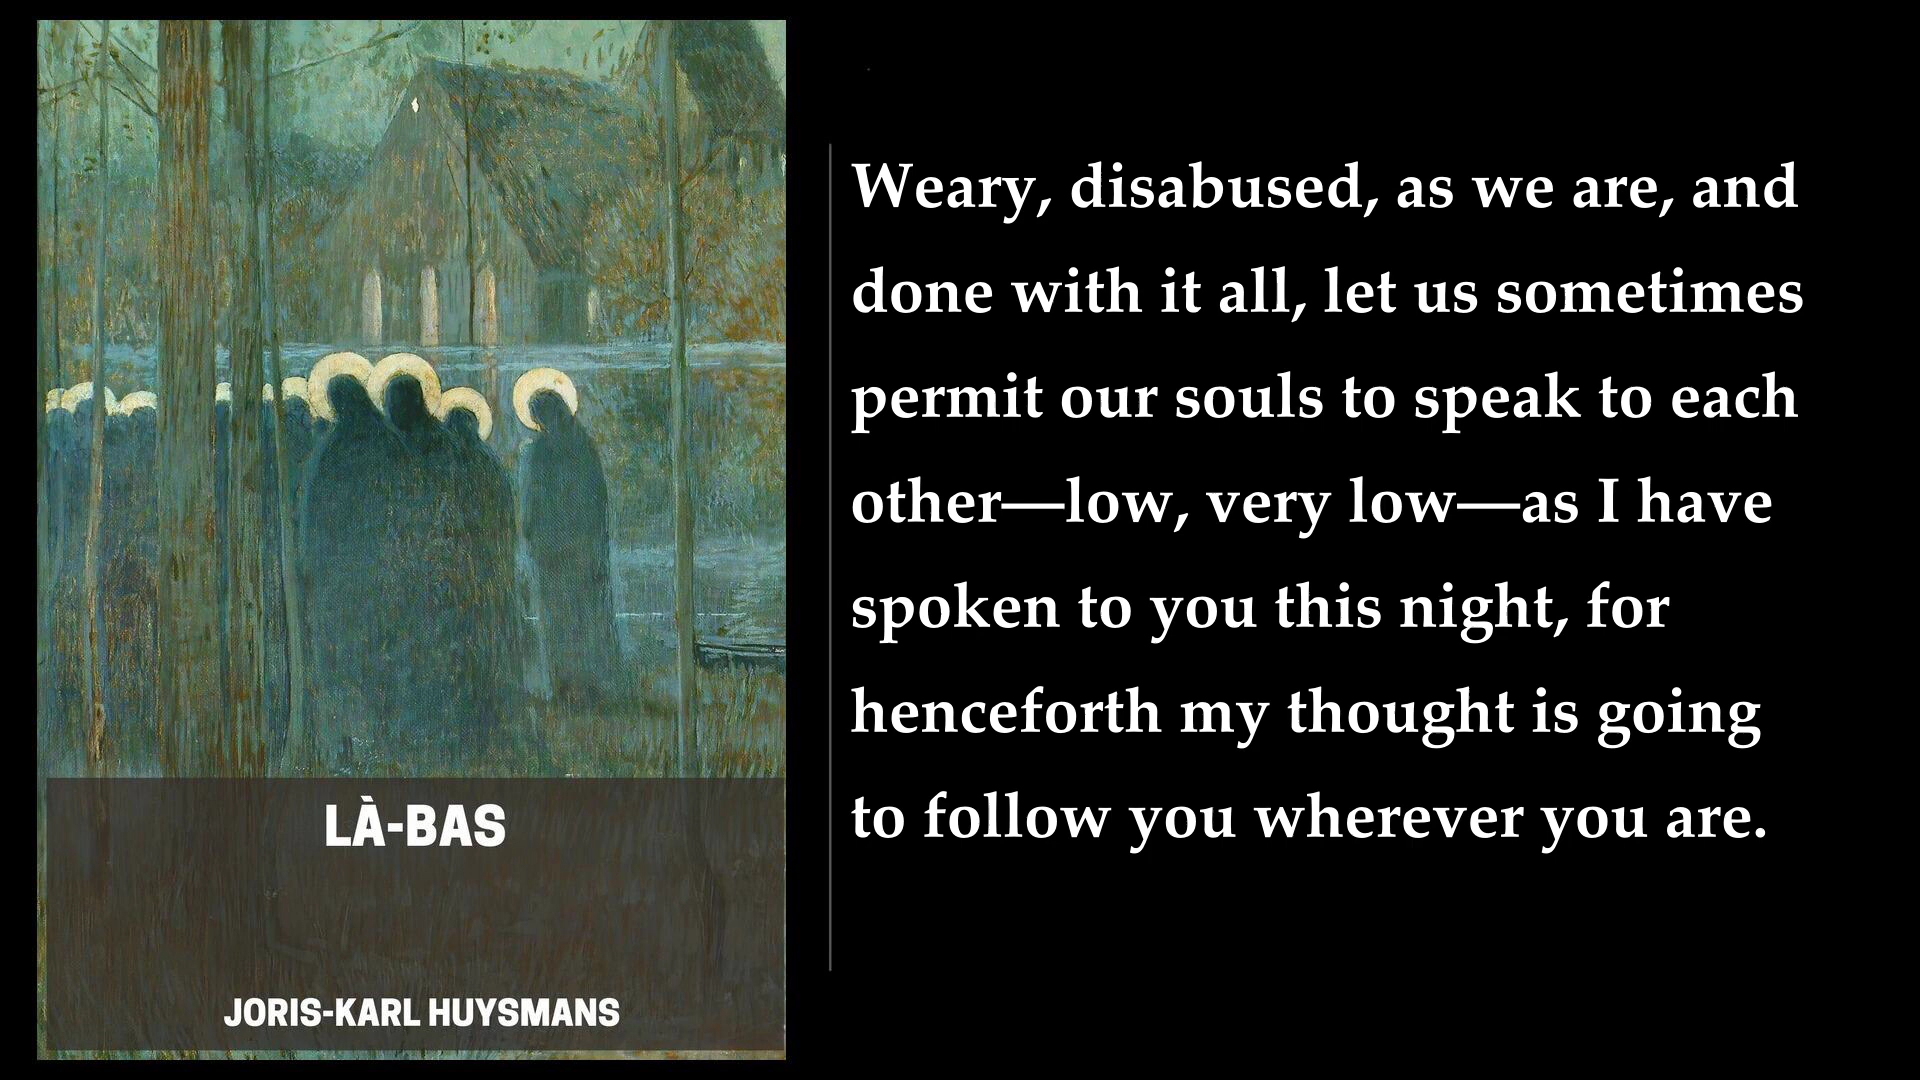 LÀ-BAS
JORIS-KARL HUYSMANS
Weary, disabused, as we are, and
done with it all, let us sometimes
permit our souls to speak to each
other—low, very low—as I have
spoken to you this night, for
henceforth my thought is going
to follow you wherever you are.